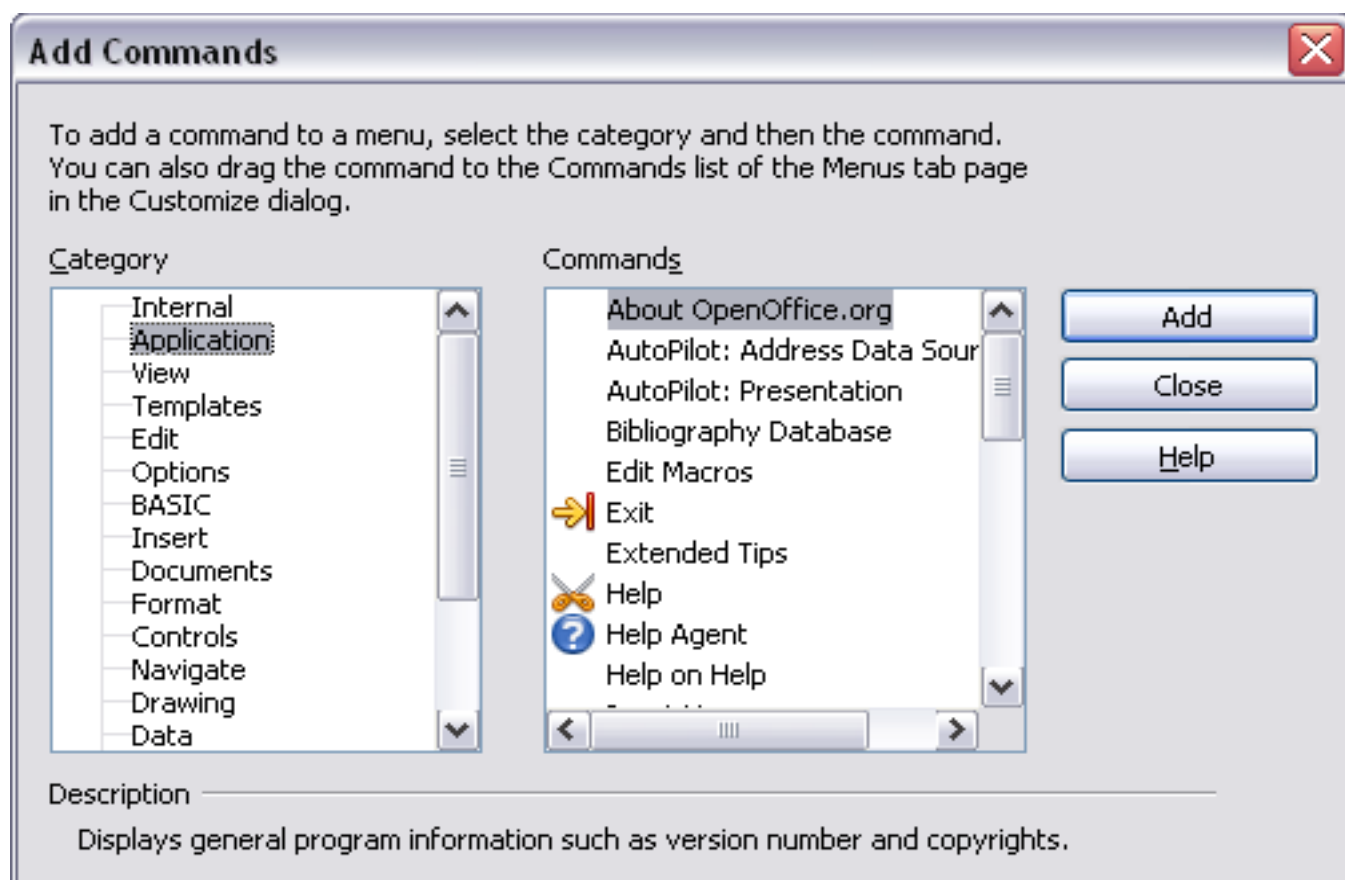 Add Commands
To add a command to a menu, select the category and then the command.
You can also drag the command to the Commands list of the Menus tab page
in the Customize dialog.
Category
Internal
Application
View
Templates
Edit
Options
BASIC
Insert
Documents
Format
Controls
Navigate
Drawing
Data
Commands
About OpenOffice.org
AutoPilot: Address Data Sour
AutoPilot: Presentation
Bibliography Database
Edit Macros
Exit
Extended Tips
Help
Help Agent
Help on Help
Add
Close
Help
Description
Displays general program information such as version number and copyrights.